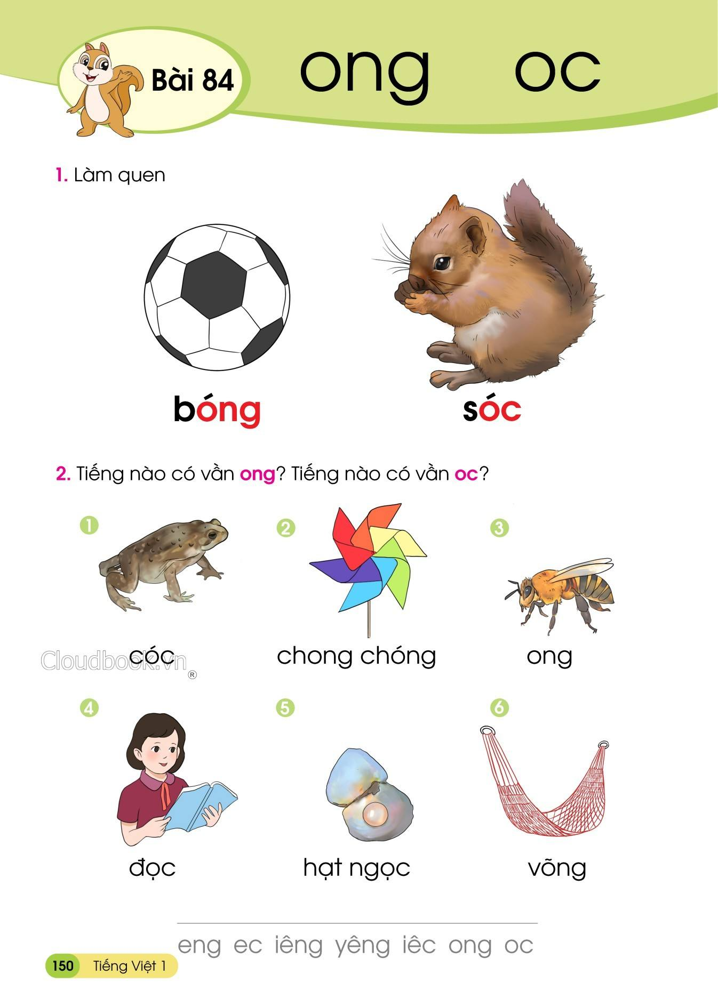 Bài 84
ong oc
1. Làm quen
bóng sóc
2. Tiếng nào có vần ong? Tiếng nào có vần oc?
1 2 3
cóc chong chóng ong
Cloudbook.vn ®
4 5 6
đọc hạt ngọc võng
eng ec iêng yêng iêc ong oc
150 Tiếng Việt 1